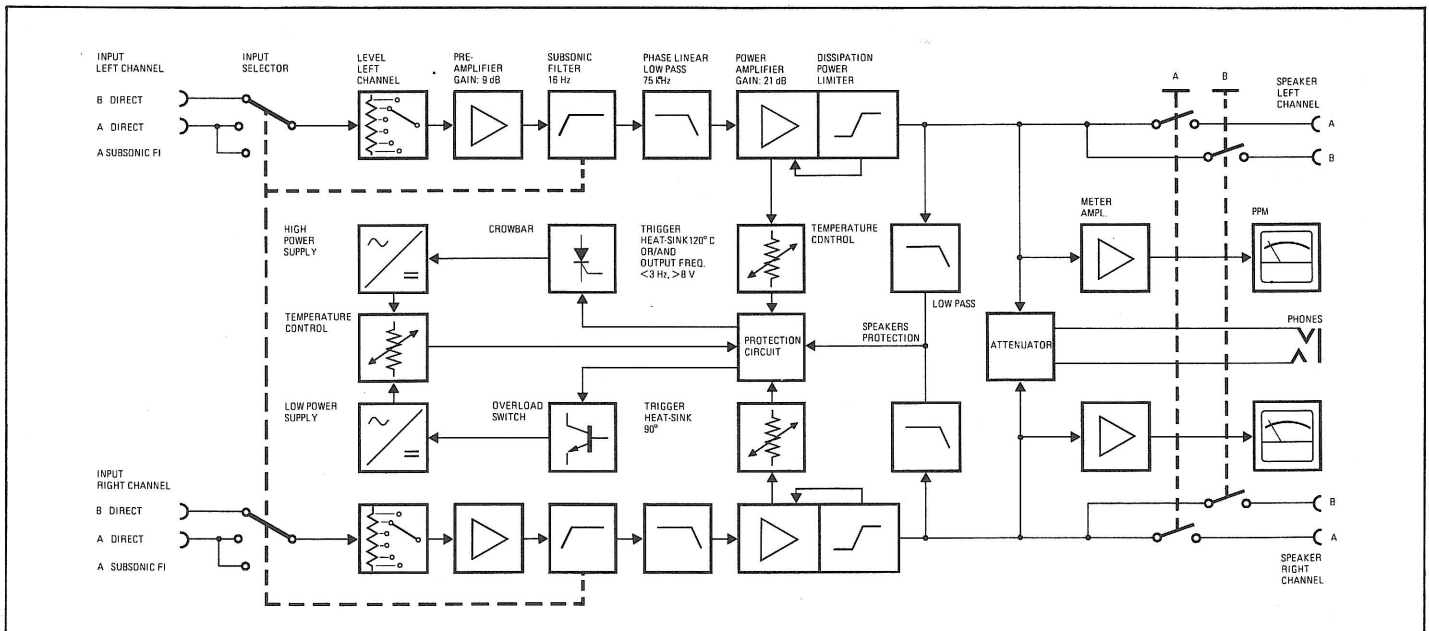 INPUT
LEFT CHANNEL
B DIRECT
A DIRECT
A SUBSONIC FI
INPUT
SELECTOR
LEVEL
LEFT
CHANNEL
PRE-
AMPLIFIER
GAIN: 9 dB
SUBSONIC
FILTER
16 Hz
PHASE LINEAR
LOW PASS
75 kHz
POWER
AMPLIFIER
GAIN: 21 dB
DISSIPATION
POWER
LIMITER
A
B
SPEAKER
LEFT
CHANNEL
A
B
HIGH
POWER
SUPPLY
CROWBAR
TRIGGER
HEAT-SINK 120° C
OR/AND
OUTPUT FREQ.
<3 Hz, >8 V
TEMPERATURE
CONTROL
METER
AMPL.
PPM
LOW PASS
TEMPERATURE
CONTROL
PROTECTION
CIRCUIT
SPEAKERS
PROTECTION
ATTENUATOR
PHONES
LOW POWER
SUPPLY
OVERLOAD
SWITCH
TRIGGER
HEAT-SINK
90°
INPUT
RIGHT CHANNEL
B DIRECT
A DIRECT
A SUBSONIC FI
B
A
SPEAKER
RIGHT
CHANNEL